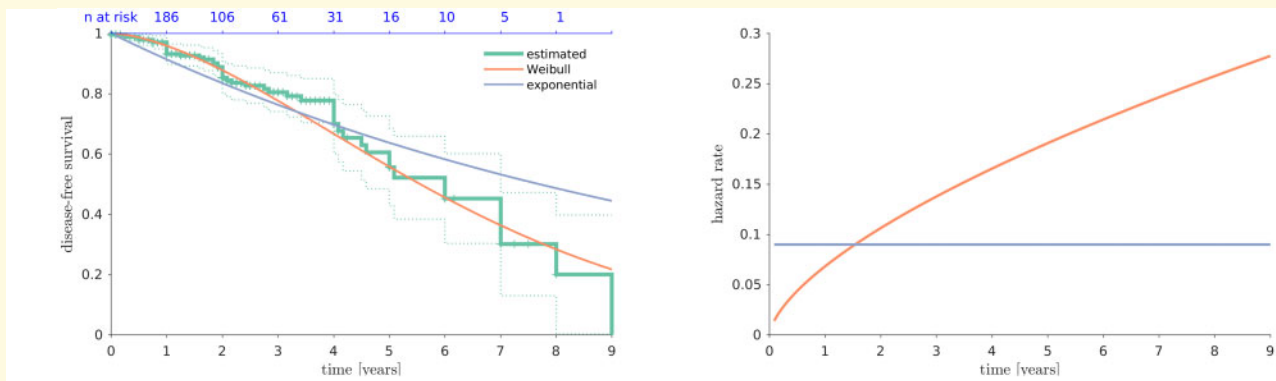 n at risk 186 106 61 31 16 10 5 1
1
0.8
0.6
0.4
0.2
0
disease-free survival
estimated
Weibull
exponential
0 1 2 3 4 5 6 7 8 9
time [years]
0.3
0.25
0.2
0.15
0.1
0.05
0
hazard rate
0 1 2 3 4 5 6 7 8 9
time [years]